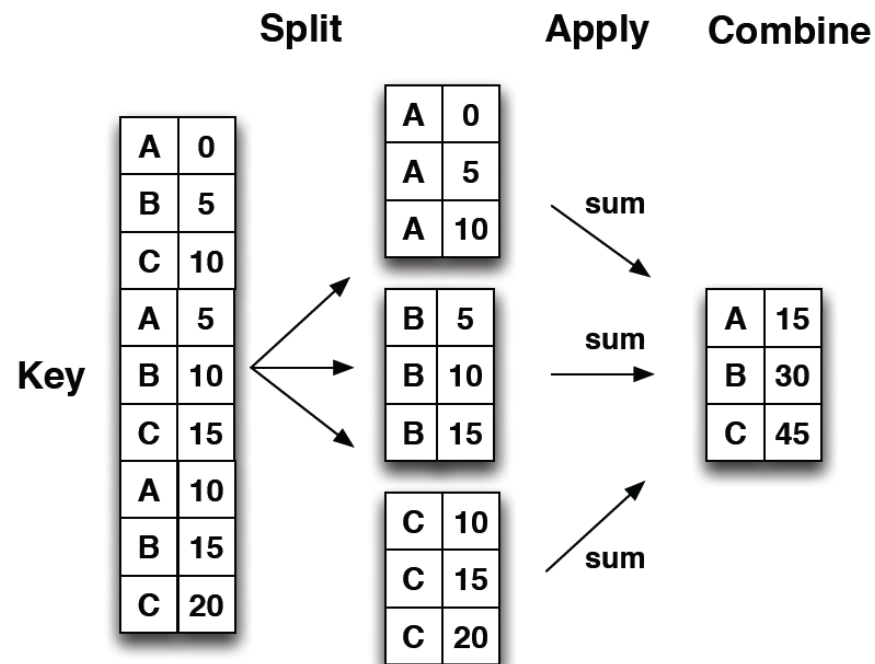 Split Apply Combine
Key
A 0
B 5
C 10
A 5
B 10
C 15
A 10
B 15
C 20
A 0
A 5
A 10
B 5
B 10
B 15
C 10
C 15
C 20
sum
sum
sum
A 15
B 30
C 45